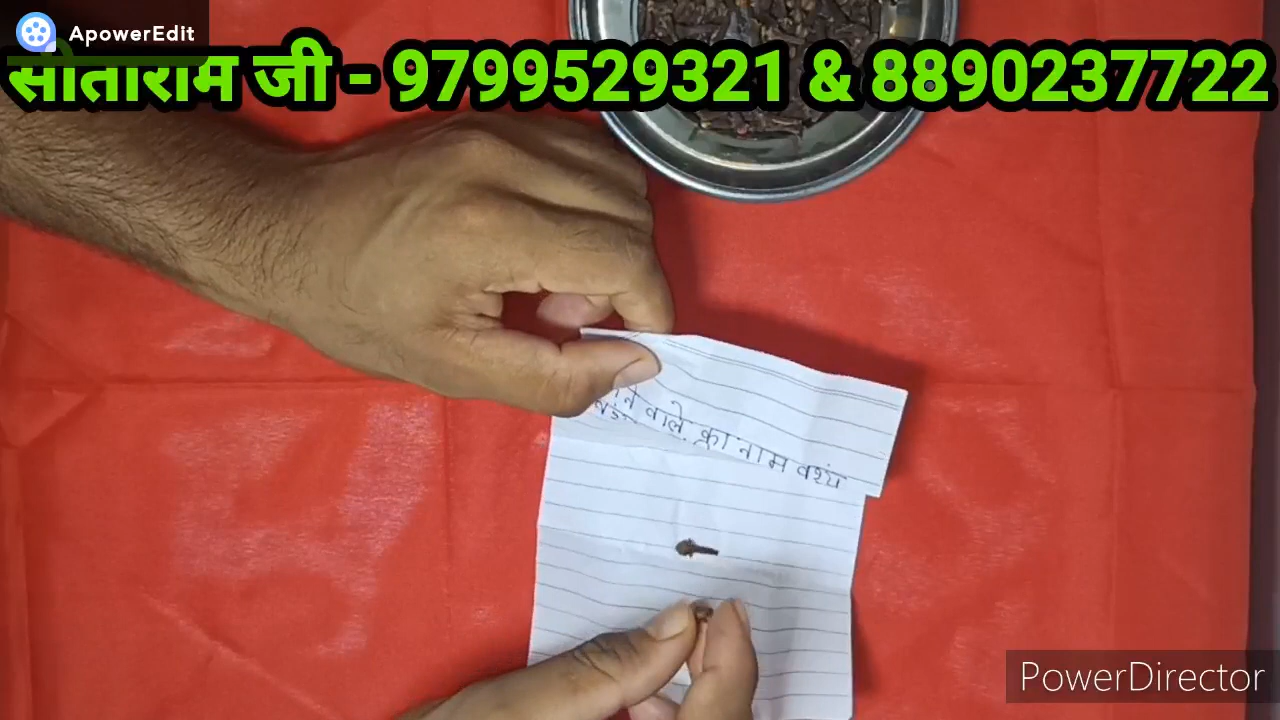 ApowerEdit
सीताराम जी - 9799529321 & 8890237722
वाले का नाम वश्यं
PowerDirector